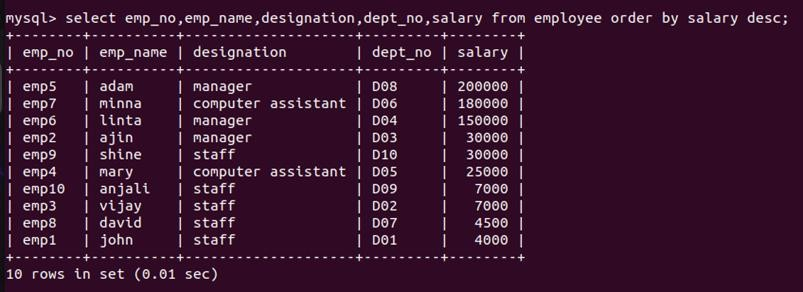 mysql> select emp_no,emp_name,designation,dept_no,salary from employee order by salary desc;
+--------+----------+--------------------+---------+--------+
| emp_no | emp_name | designation        | dept_no | salary |
+--------+----------+--------------------+---------+--------+
| emp5   | adam     | manager            | D08     | 200000 |
| emp7   | minna    | computer assistant | D06     | 180000 |
| emp6   | linta    | manager            | D04     | 150000 |
| emp2   | ajin     | manager            | D03     |  30000 |
| emp9   | shine    | staff              | D10     |  30000 |
| emp4   | mary     | computer assistant | D05     |  25000 |
| emp10  | anjali   | staff              | D09     |   7000 |
| emp3   | vijay    | staff              | D02     |   7000 |
| emp8   | david    | staff              | D07     |   4500 |
| emp1   | john     | staff              | D01     |   4000 |
+--------+----------+--------------------+---------+--------+
10 rows in set (0.01 sec)